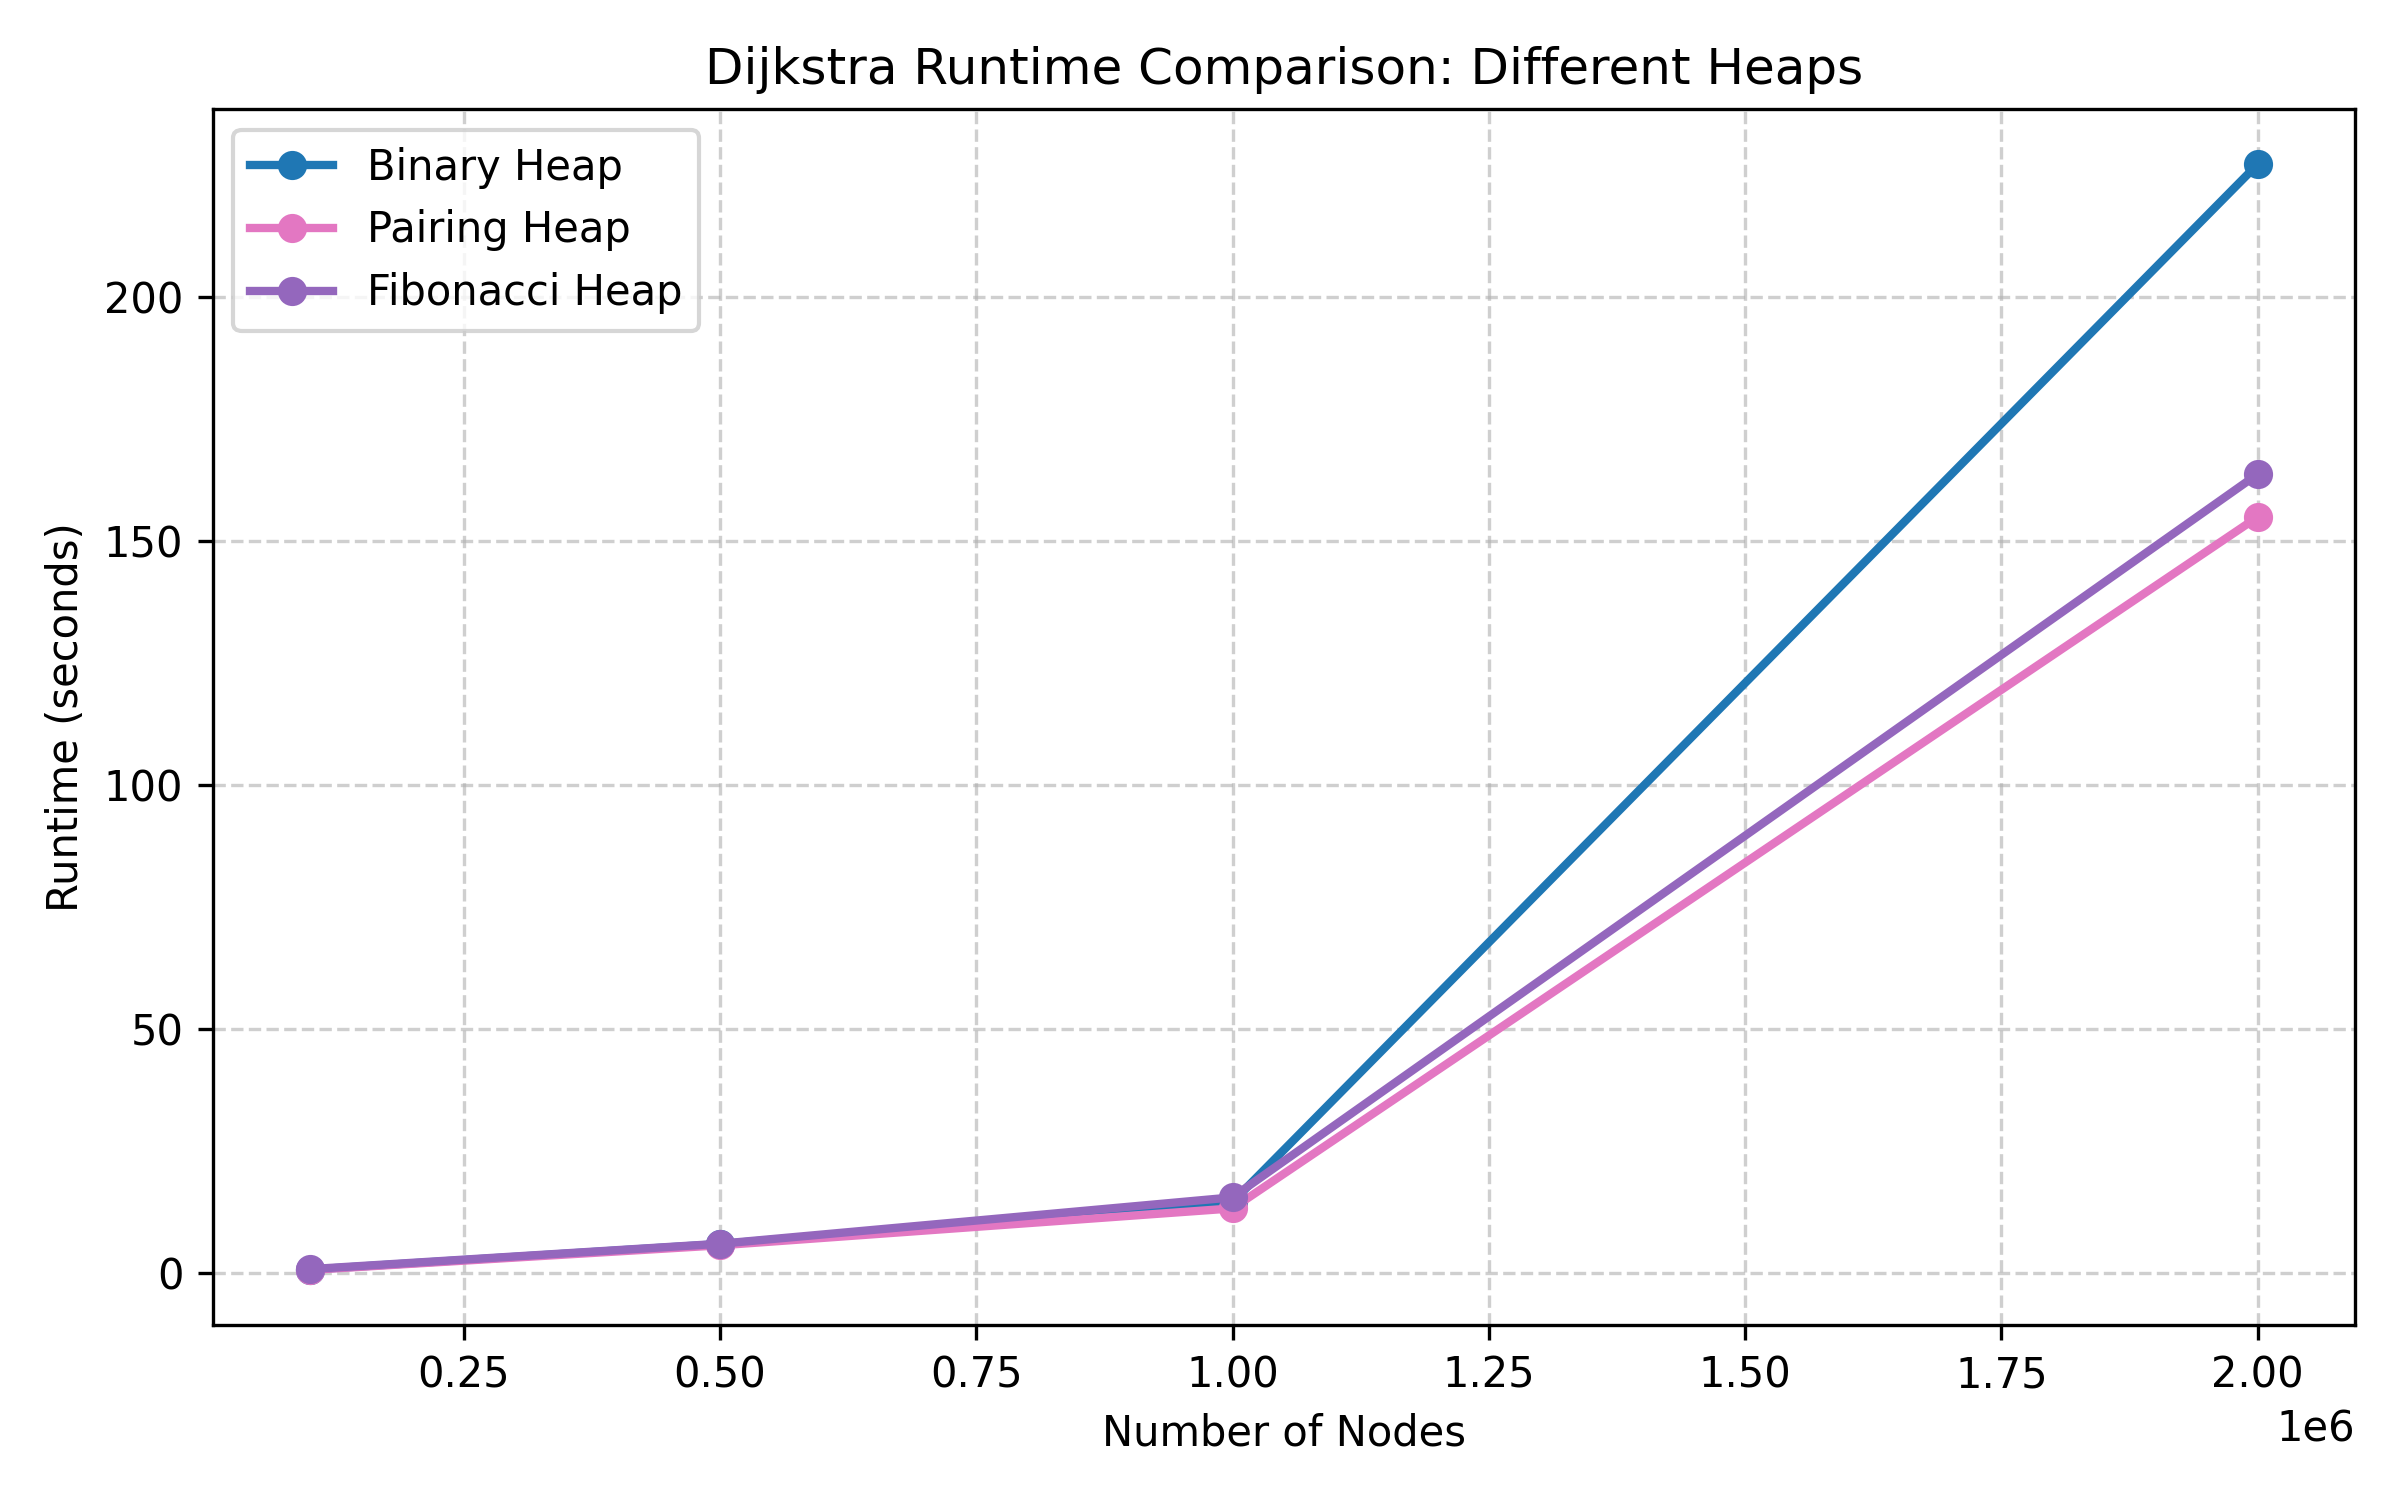 Dijkstra Runtime Comparison: Different Heaps
Binary Heap
Pairing Heap
Fibonacci Heap
Runtime (seconds)
200
150
100
50
0
0.25 0.50 0.75 1.00 1.25 1.50 1.75 2.00
1e6
Number of Nodes